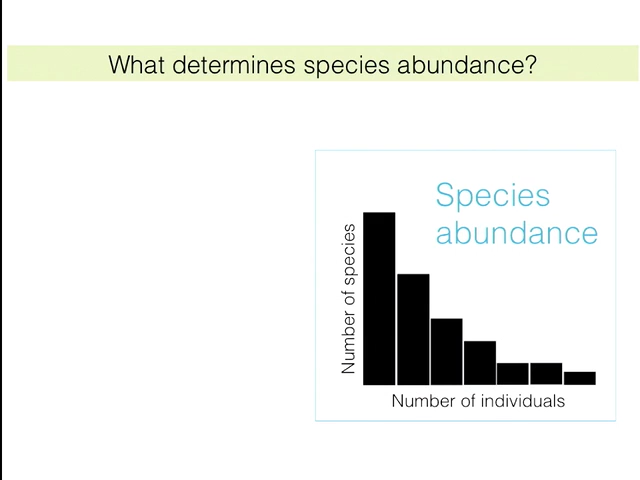 What determines species abundance?
Species
abundance
Number of species
Number of individuals